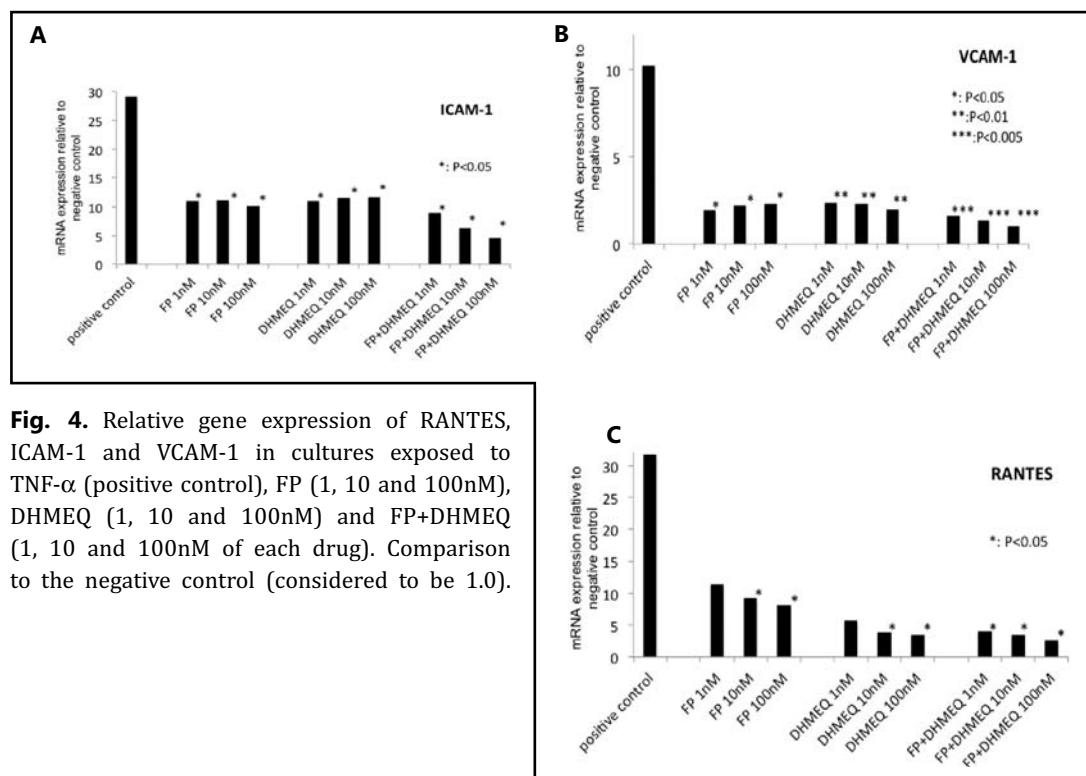 A
mRNA expression relative to
negative control
30
25
20
15
10
5
0
ICAM-1
*: P<0.05
* * * * * * * * *
positive control
FP 1nM
FP 10nM
FP 100nM
DHMEQ 1nM
DHMEQ 10nM
DHMEQ 100nM
FP+DHMEQ 1nM
FP+DHMEQ 10nM
FP+DHMEQ 100nM
B
mRNA expression relative to
negative control
10
5
0
VCAM-1
*: P<0.05
**:P<0.01
***:P<0.005
* * * ** ** ** *** *** ***
positive control
FP 1nM
FP 10nM
FP 100nM
DHMEQ 1nM
DHMEQ 10nM
DHMEQ 100nM
FP+DHMEQ 1nM
FP+DHMEQ 10nM
FP+DHMEQ 100nM
Fig. 4. Relative gene expression of RANTES,
ICAM-1 and VCAM-1 in cultures exposed to
TNF-α (positive control), FP (1, 10 and 100nM),
DHMEQ (1, 10 and 100nM) and FP+DHMEQ
(1, 10 and 100nM of each drug). Comparison
to the negative control (considered to be 1.0).
C
mRNA expression relative to
negative control
30
25
20
15
10
5
0
RANTES
*: P<0.05
* * * * * * *
positive control
FP 1nM
FP 10nM
FP 100nM
DHMEQ 1nM
DHMEQ 10nM
DHMEQ 100nM
FP+DHMEQ 1nM
FP+DHMEQ 10nM
FP+DHMEQ 100nM